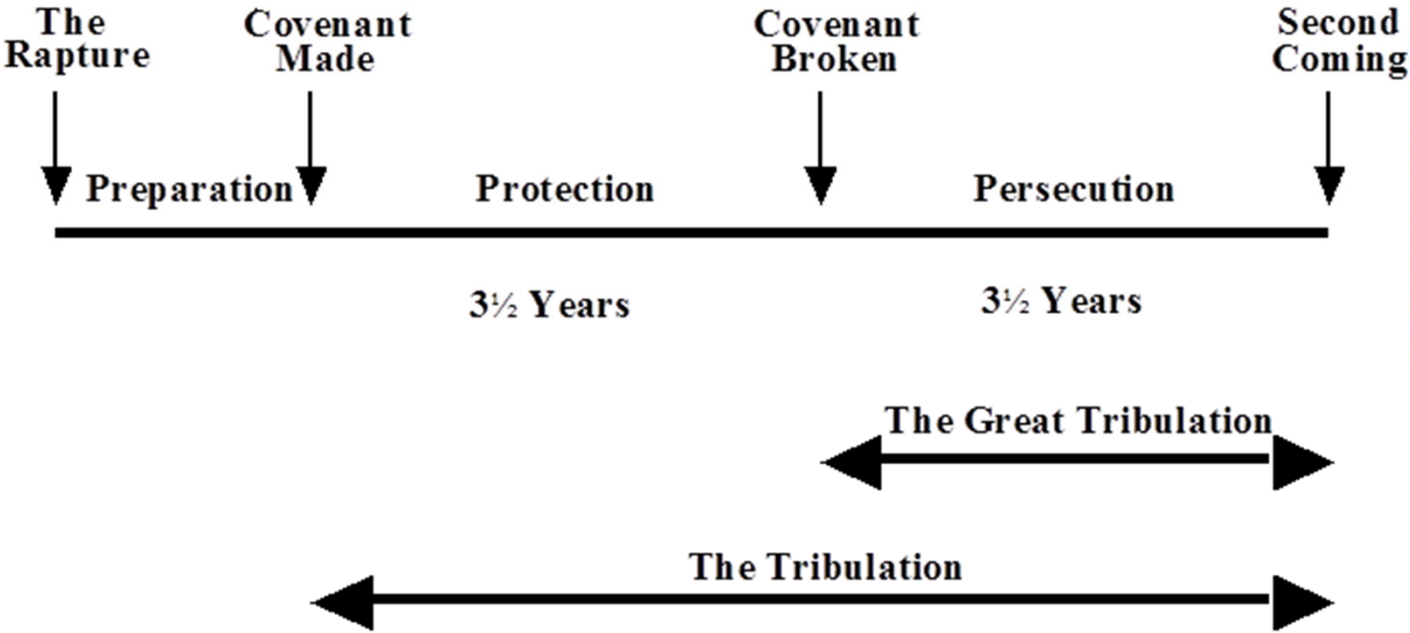 The
Rapture
Covenant
Made
Covenant
Broken
Second
Coming
Preparation
Protection
Persecution
3½ Years
3½ Years
The Great Tribulation
The Tribulation